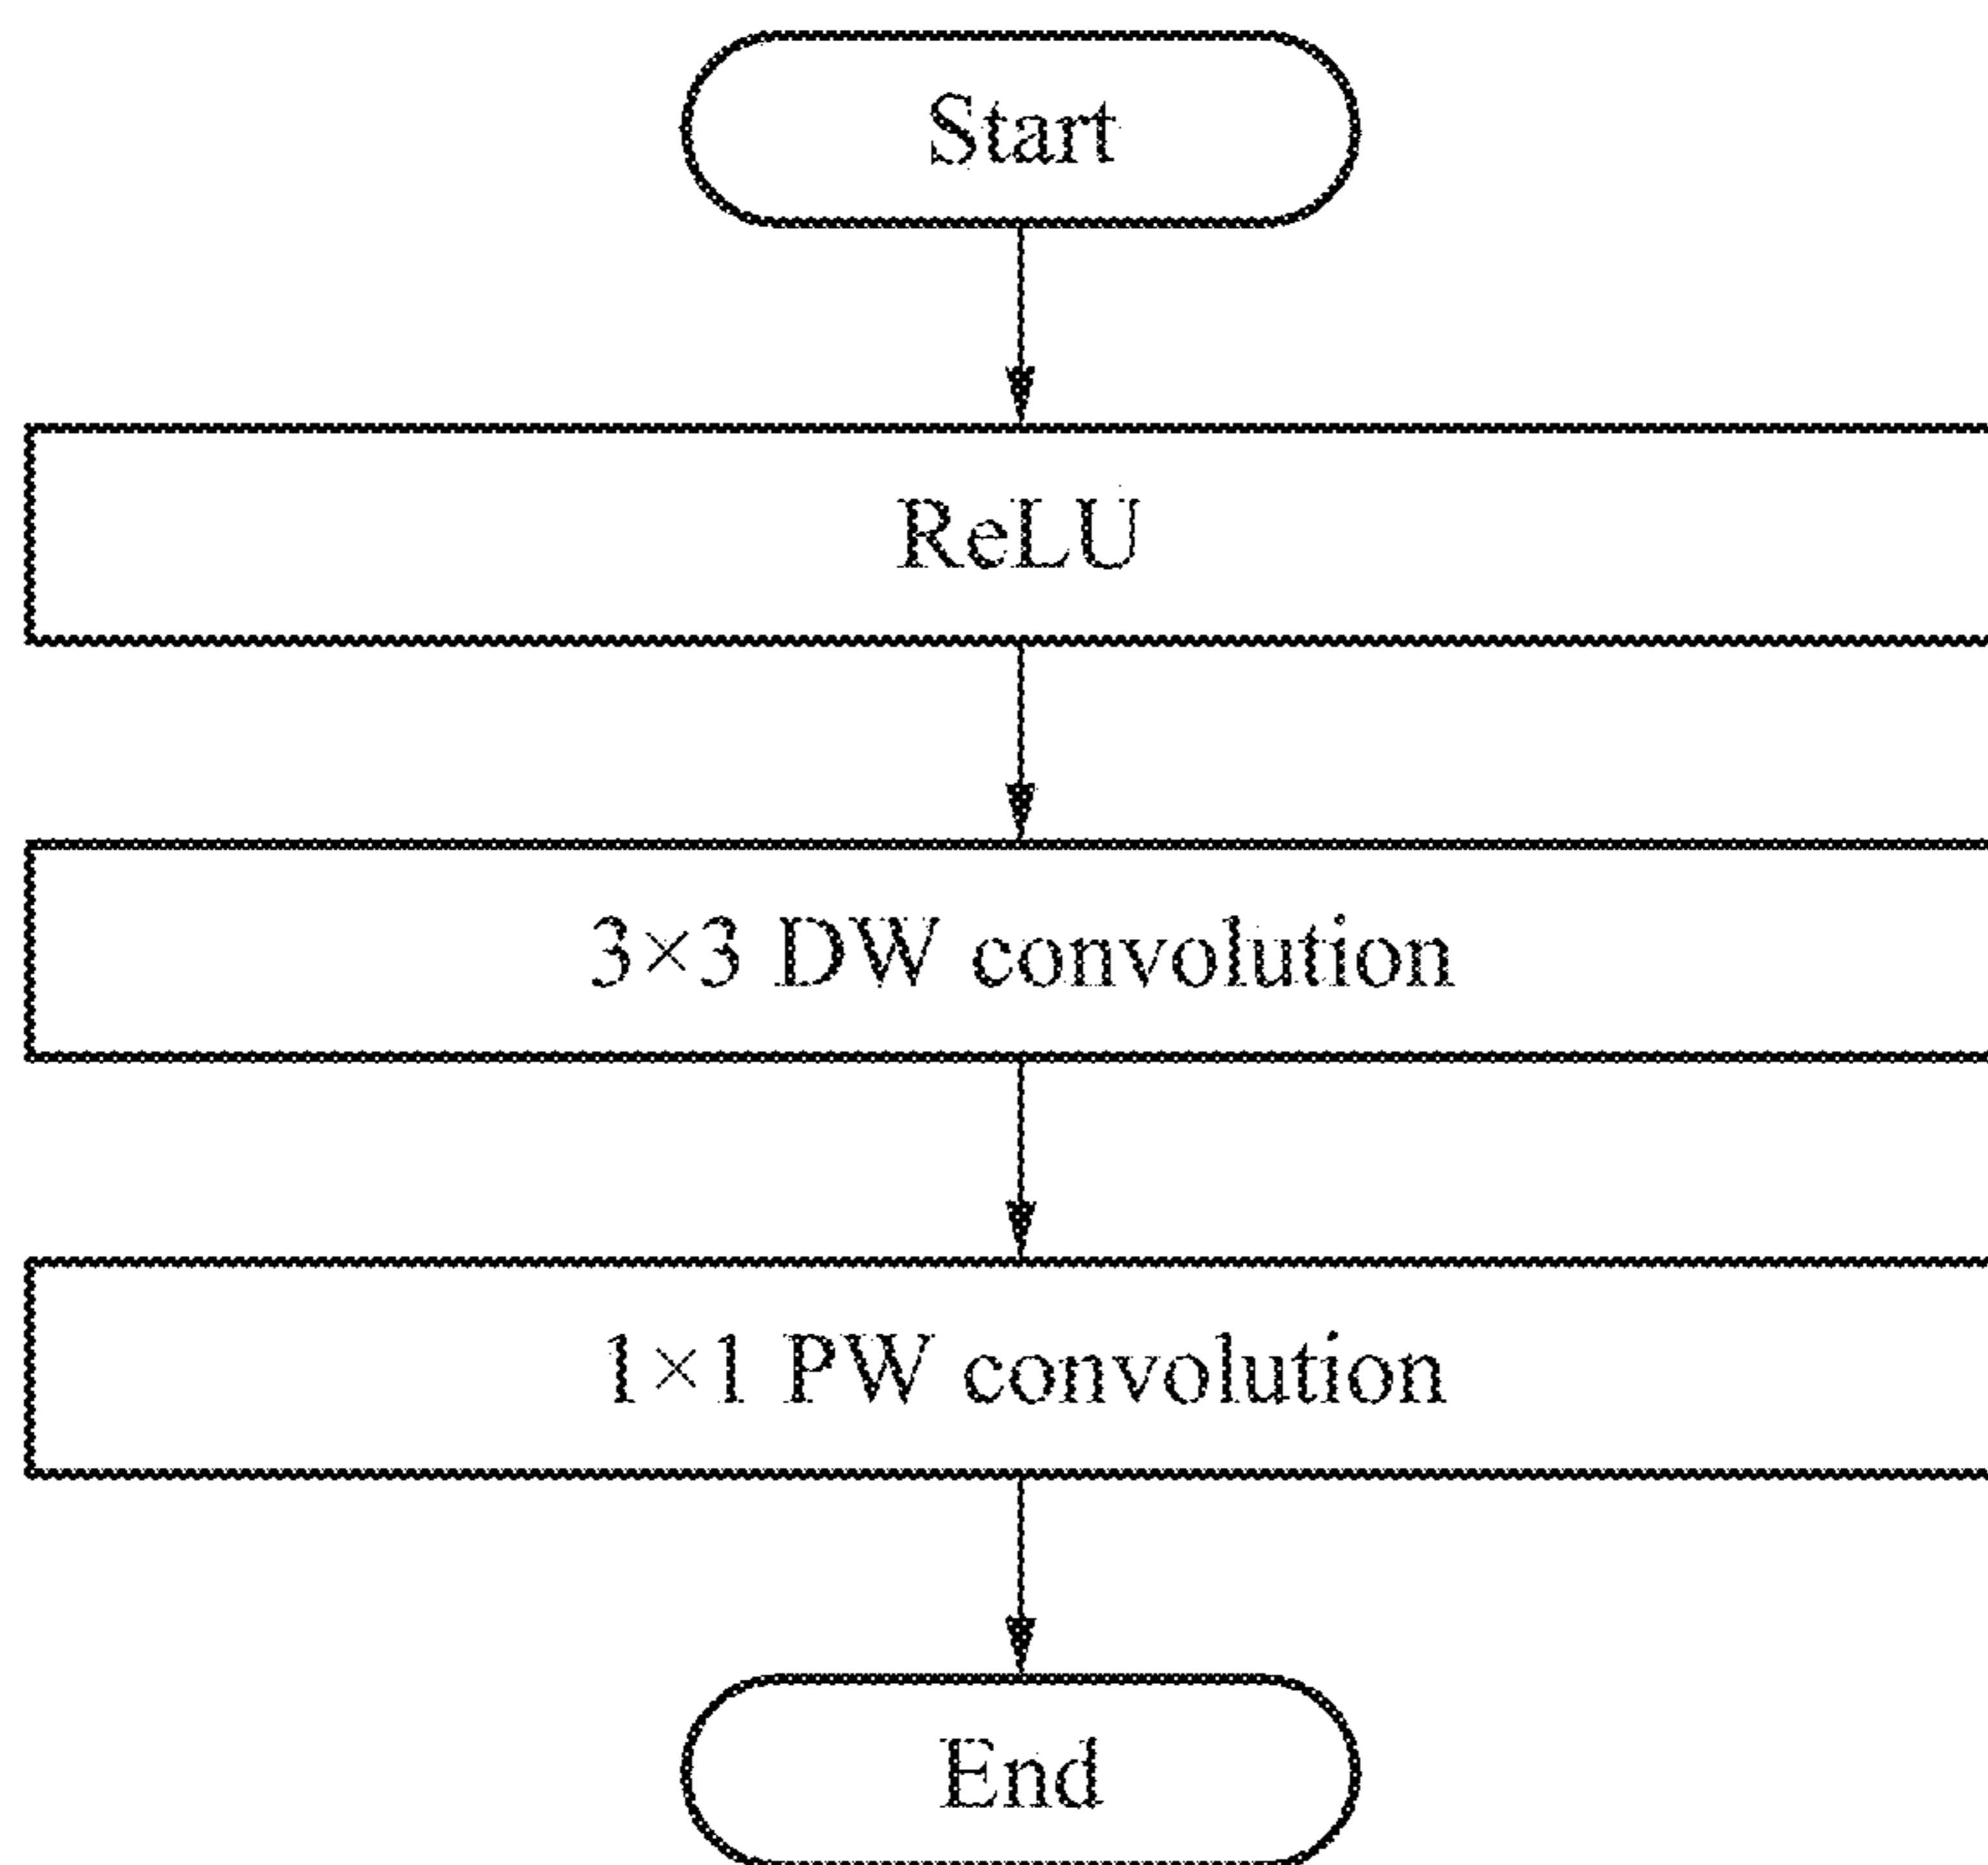 Start
ReLU
3×3 DW convolution
1×1 PW convolution
End